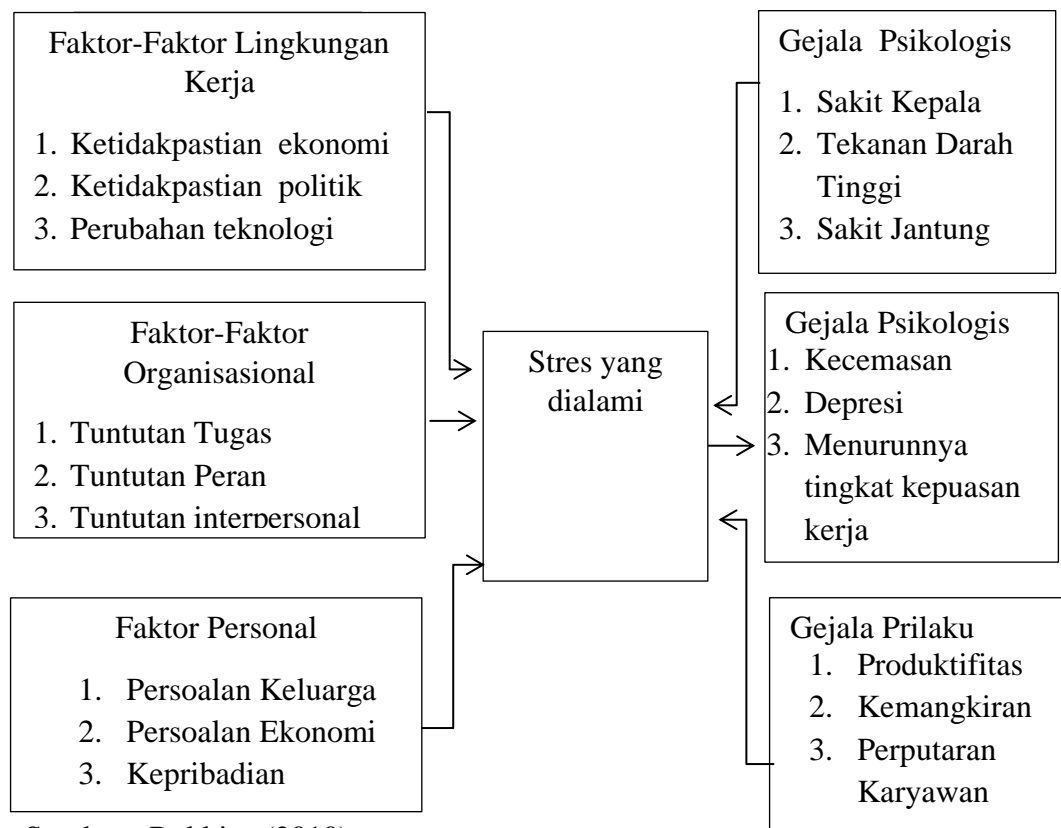 Faktor-Faktor Lingkungan
Kerja
1. Ketidakpastian ekonomi
2. Ketidakpastian politik
3. Perubahan teknologi
Faktor-Faktor
Organisasional
1. Tuntutan Tugas
2. Tuntutan Peran
3. Tuntutan interpersonal
Faktor Personal
1. Persoalan Keluarga
2. Persoalan Ekonomi
3. Kepribadian
Stres yang
dialami
Gejala Psikologis
1. Sakit Kepala
2. Tekanan Darah
Tinggi
3. Sakit Jantung
Gejala Psikologis
1. Kecemasan
2. Depresi
3. Menurunnya
tingkat kepuasan
kerja
Gejala Prilaku
1. Produktifitas
2. Kemangkiran
3. Perputaran
Karyawan